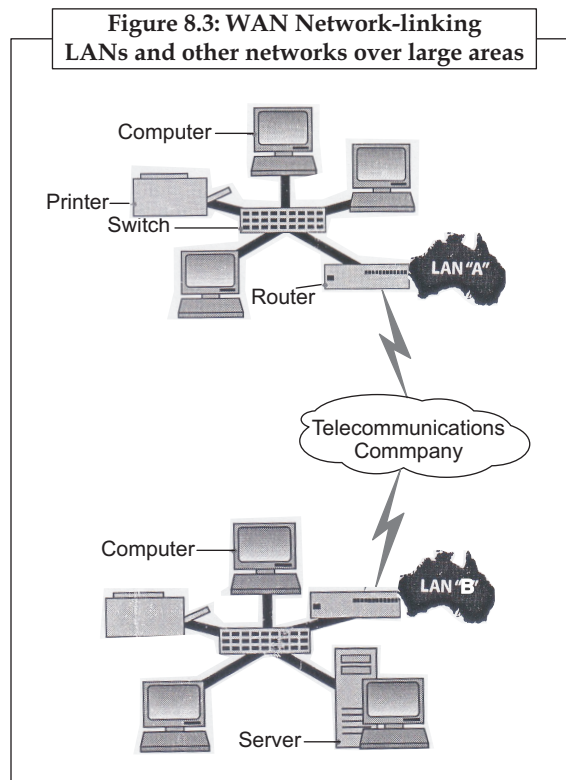 Figure 8.3: WAN Network-linking
LANs and other networks over large areas
Computer
Printer
Switch
LAN "A"
Router
Telecommunications
Commpany
Computer
LAN "B"
Server